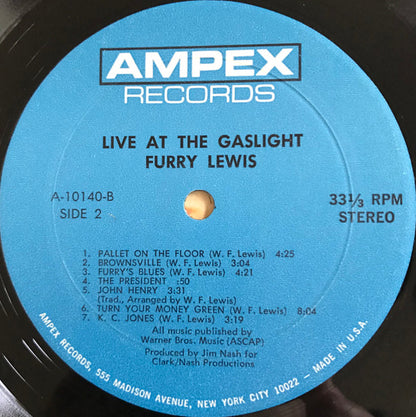 AMPEX
RECORDS
LIVE AT THE GASLIGHT
FURRY LEWIS
A-10140-B
SIDE 2
33⅓ RPM
STEREO
1. PALLET ON THE FLOOR (W. F. Lewis) 4:25
2. BROWNSVILLE (W. F. Lewis) 3:04
3. FURRY'S BLUES (W. F. Lewis) 4:21
4. THE PRESIDENT :50
5. JOHN HENRY 3:31
(Trad., Arranged by W. F. Lewis)
6. TURN YOUR MONEY GREEN (W. F. Lewis) 8:04
7. K. C. JONES (W. F. Lewis) 3:19
All music published by
Warner Bros. Music (ASCAP)
Produced by Jim Nash for
Clark/Nash Productions
AMPEX RECORDS, 555 MADISON AVENUE, NEW YORK CITY 10022 – MADE IN U.S.A.